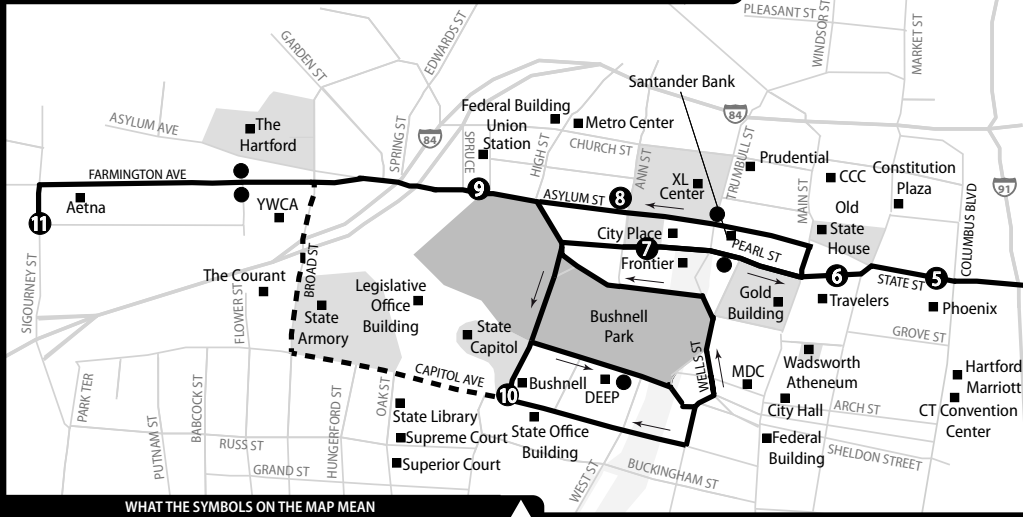 PLEASANT ST
WINDSOR ST
MARKET ST
GARDEN ST
EDWARDS ST
Santander Bank
ASYLUM AVE
The
Hartford
SPRING ST
84
SPRUCE
Federal Building
Union
Station
HIGH ST
Metro Center
CHURCH ST
ANN ST
84
TRUMBULL ST
Prudential
MAIN ST
CCC
Constitution
Plaza
COLUMBUS BLVD
91
FARMINGTON AVE
Aetna
11
YWCA
9
ASYLUM ST
8
XL
Center
City Place
7
Frontier
PEARL ST
Old
State
House
6
STATE ST
5
SIGOURNEY ST
The Courant
FLOWER ST
BROAD ST
State
Armory
Legislative
Office
Building
State
Capitol
Bushnell
Park
Gold
Building
Travelers
Phoenix
GROVE ST
WELLS ST
MDC
Wadsworth
Atheneum
Hartford
Marriott
CT Convention
Center
CAPITOL AVE
10
Bushnell
DEEP
City Hall
ARCH ST
PARK TER
PUTNAM ST
BABCOCK ST
HUNGERFORD ST
OAK ST
State Library
Supreme Court
Superior Court
State Office
Building
Federal
Building
SHELDON STREET
RUSS ST
GRAND ST
WEST ST
BUCKINGHAM ST
WHAT THE SYMBOLS ON THE MAP MEAN